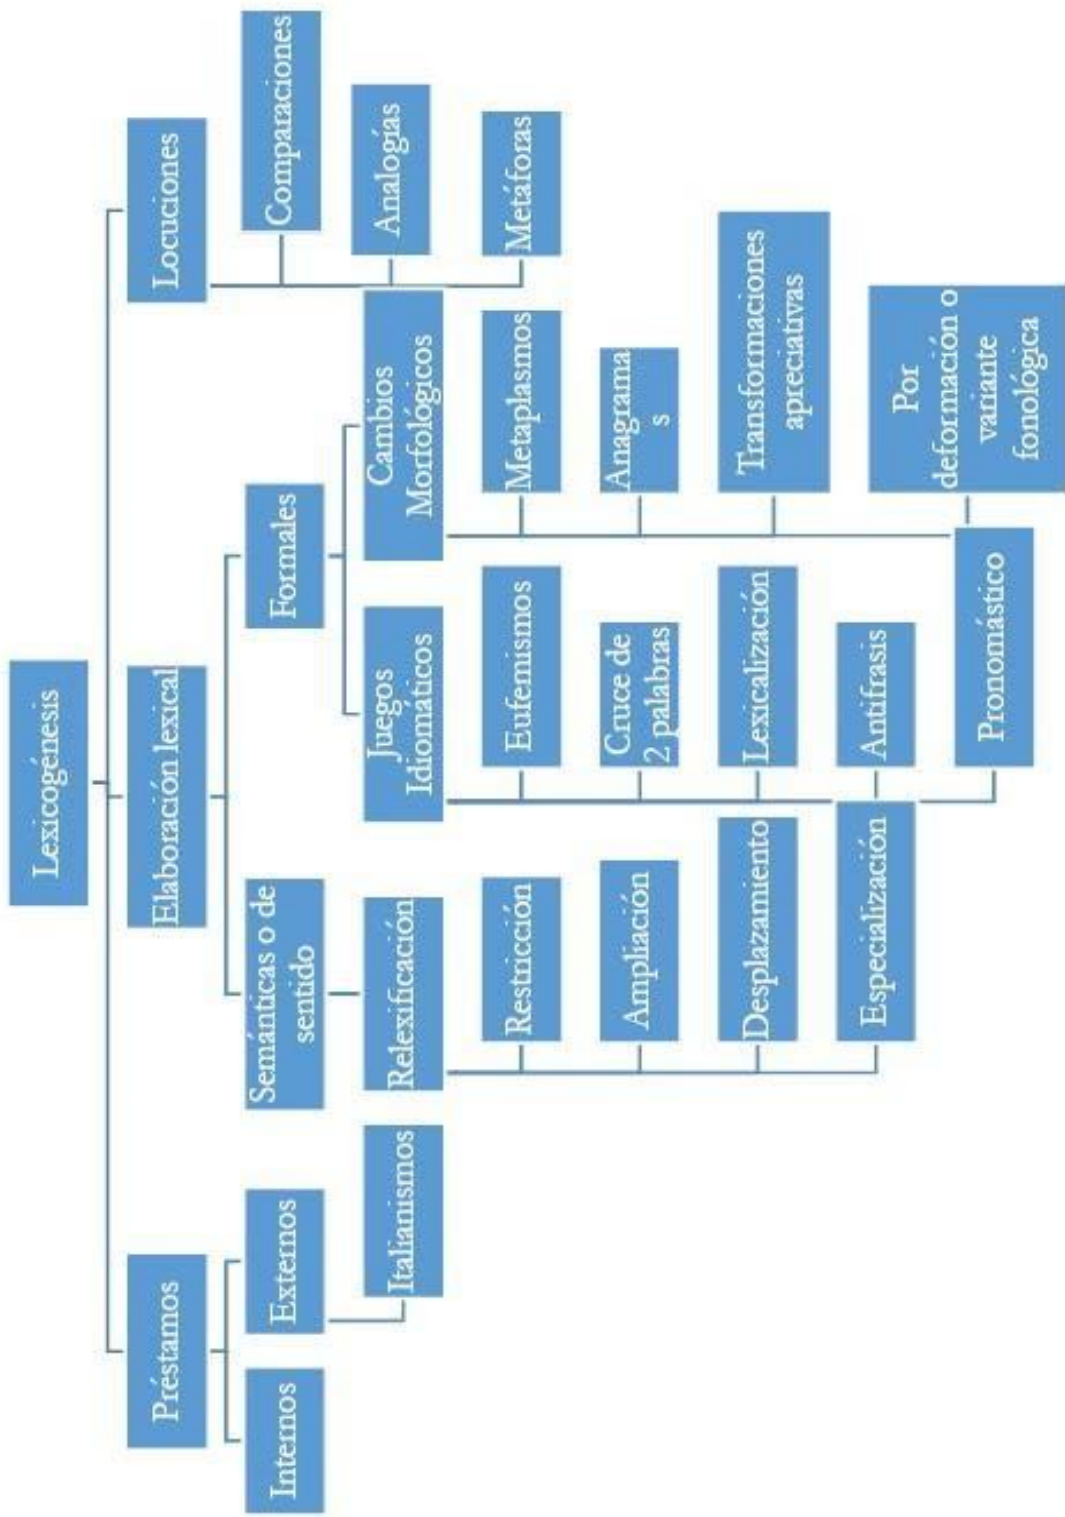 Lexicogénesis
Préstamos
Internos
Externos
Italianismos
Elaboración lexical
Semánticas o de
sentido
Relexificación
Restricción
Ampliación
Desplazamiento
Especialización
Formales
Juegos
Idiomáticos
Eufemismos
Cruce de
2 palabras
Lexicalización
Antífrasis
Pronomástico
Cambios
Morfológicos
Metaplasmos
Anagrama
s
Transformaciones
apreciativas
Por
deformación o
variante
fonológica
Locuciones
Comparaciones
Analogías
Metáforas